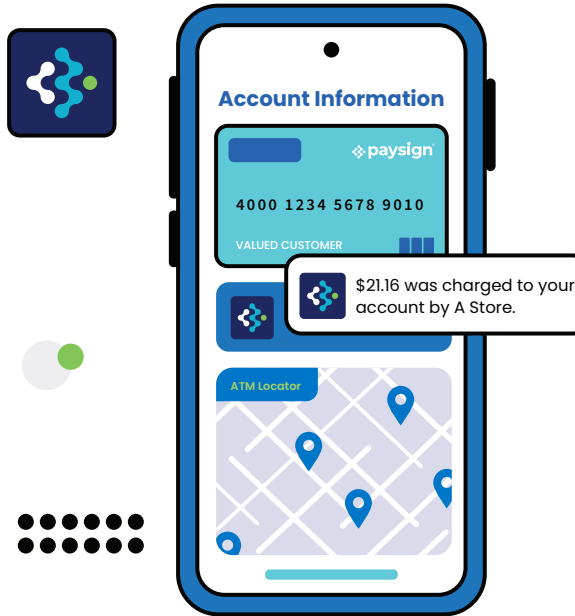 Account Information
paysign
4000 1234 5678 9010
VALUED CUSTOMER
$21.16 was charged to your
account by A Store.
ATM Locator